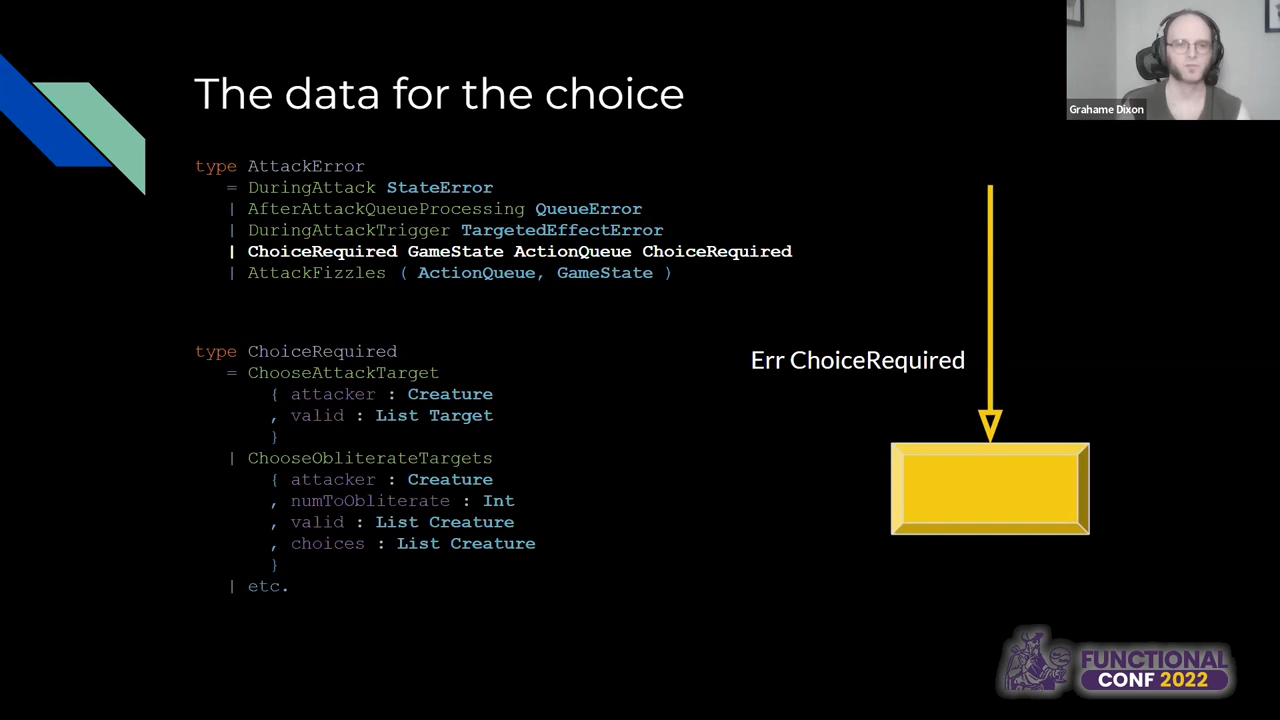 The data for the choice
Grahame Dixon
type AttackError
= DuringAttack StateError
| AfterAttackQueueProcessing QueueError
| DuringAttackTrigger TargetedEffectError
| ChoiceRequired GameState ActionQueue ChoiceRequired
| AttackFizzles ( ActionQueue, GameState )
type ChoiceRequired
= ChooseAttackTarget
{ attacker : Creature
, valid : List Target
}
| ChooseObliterateTargets
{ attacker : Creature
, numToObliterate : Int
, valid : List Creature
, choices : List Creature
}
| etc.
Err ChoiceRequired
FUNCTIONAL
CONF 2022